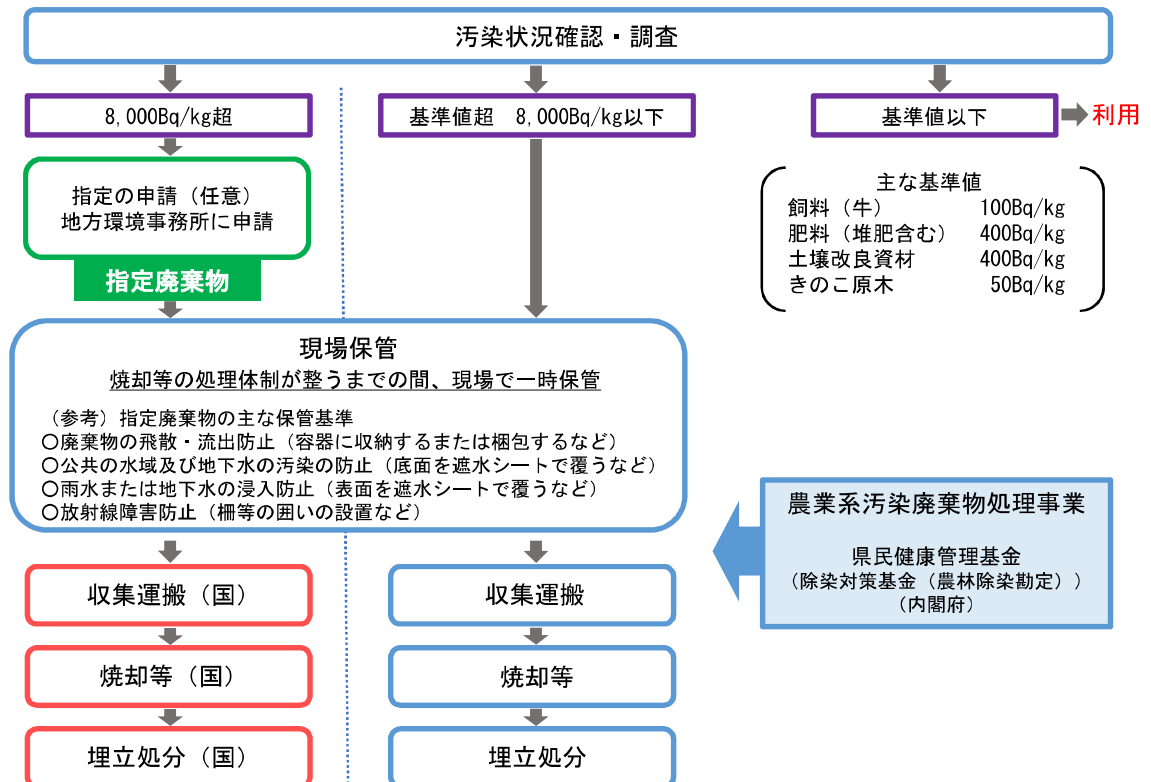 汚染状況確認・調査
8,000Bq/kg超
基準値超　8,000Bq/kg以下
基準値以下
利用
指定の申請（任意）
地方環境事務所に申請
指定廃棄物
主な基準値
飼料（牛）　100Bq/kg
肥料（堆肥含む）　400Bq/kg
土壌改良資材　400Bq/kg
きのこ原木　50Bq/kg
現場保管
焼却等の処理体制が整うまでの間、現場で一時保管
（参考）指定廃棄物の主な保管基準
○廃棄物の飛散・流出防止（容器に収納するまたは梱包するなど）
○公共の水域及び地下水の汚染の防止（底面を遮水シートで覆うなど）
○雨水または地下水の浸入防止（表面を遮水シートで覆うなど）
○放射線障害防止（柵等の囲いの設置など）
農業系汚染廃棄物処理事業
県民健康管理基金
（除染対策基金（農林除染勘定））
（内閣府）
収集運搬（国）
収集運搬
焼却等（国）
焼却等
埋立処分（国）
埋立処分